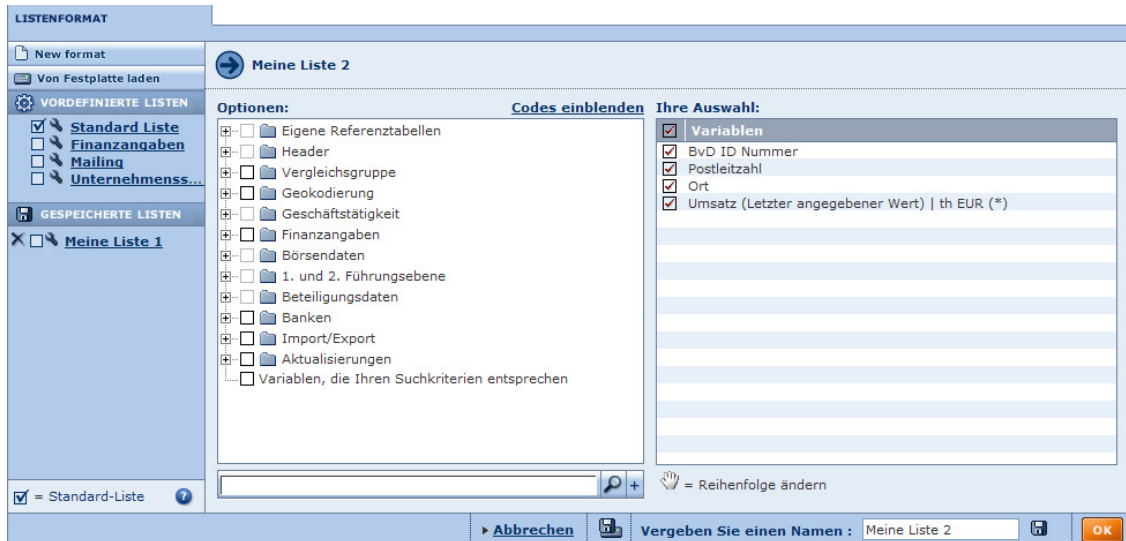 LISTENFORMAT
New format
Von Festplatte laden
VORDEFINIERTE LISTEN
Standard Liste
Finanzangaben
Mailing
Unternehmenss...
GESPEICHERTE LISTEN
Meine Liste 1
= Standard-Liste
Meine Liste 2
Optionen: Codes einblenden
Eigene Referenztabellen
Header
Vergleichsgruppe
Geokodierung
Geschäftstätigkeit
Finanzangaben
Börsendaten
1. und 2. Führungsebene
Beteiligungsdaten
Banken
Import/Export
Aktualisierungen
Variablen, die Ihren Suchkriterien entsprechen
Ihre Auswahl:
Variablen
BvD ID Nummer
Postleitzahl
Ort
Umsatz (Letzter angegebener Wert) | th EUR (*)
= Reihenfolge ändern
Abbrechen Vergeben Sie einen Namen : Meine Liste 2 OK